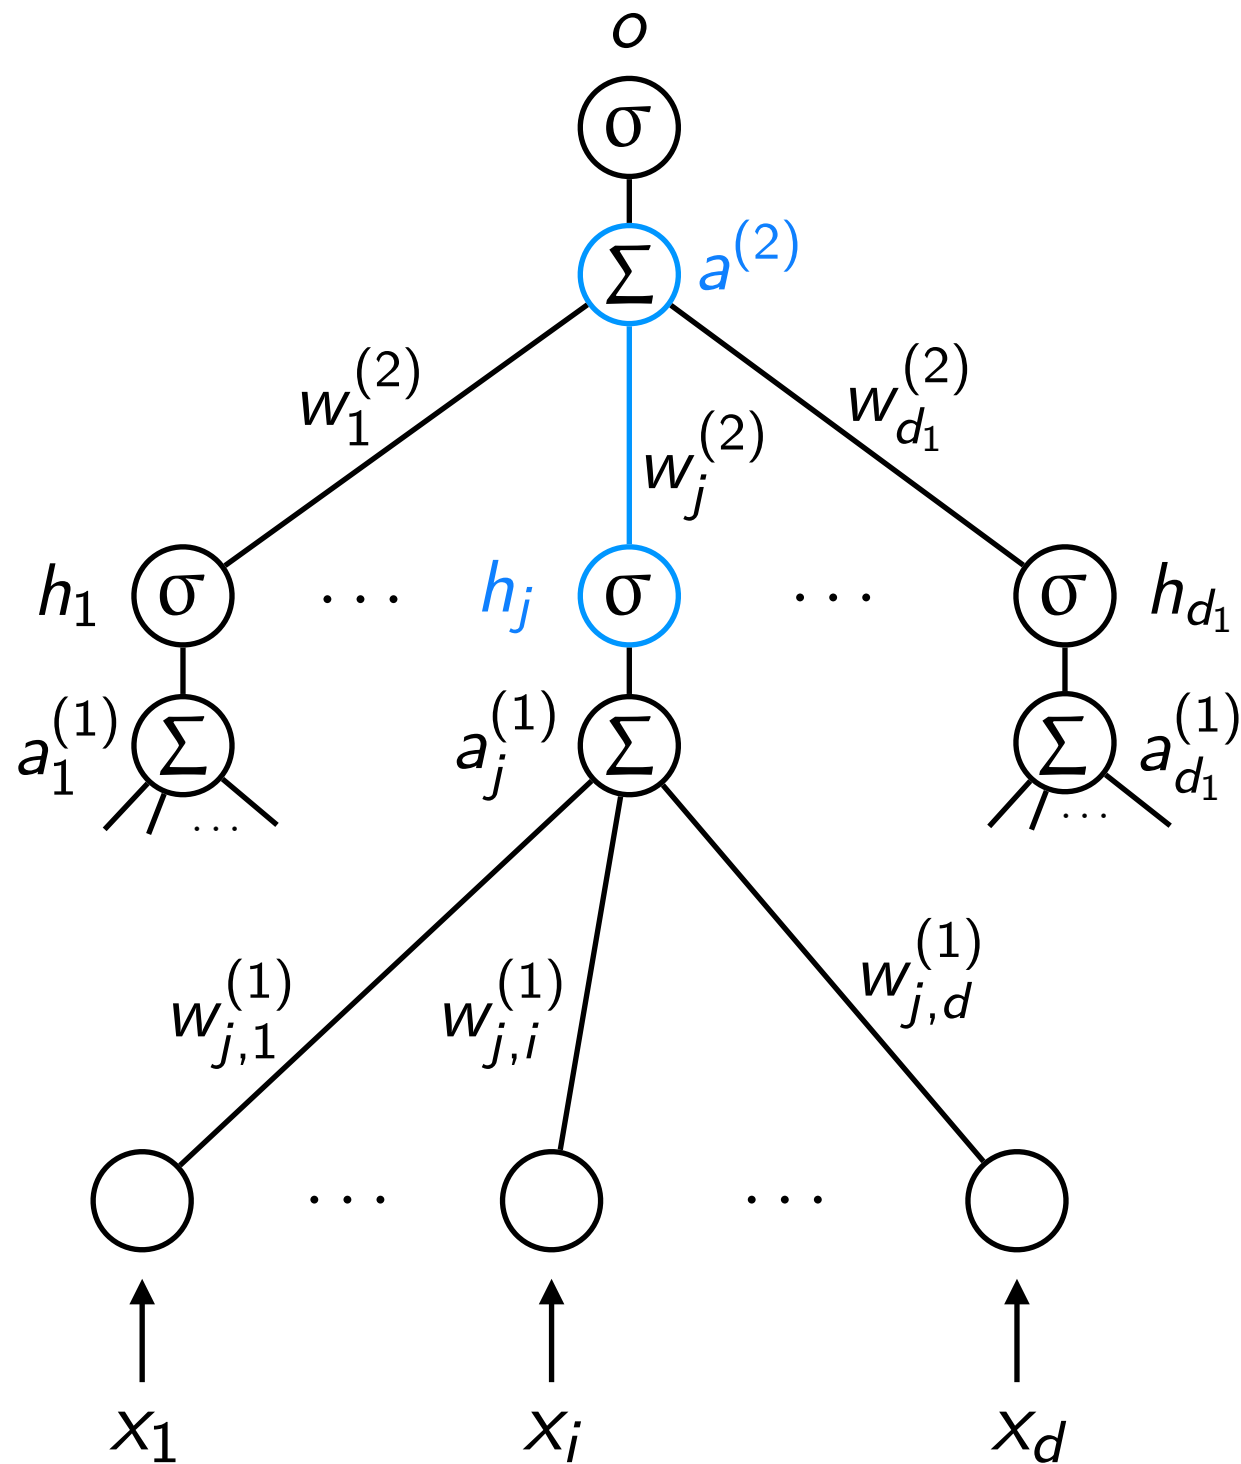 o
σ
Σ a^(2)
w_1^(2) w_j^(2) w_{d_1}^(2)
h_1 σ ... h_j σ ... σ h_{d_1}
a_1^(1) Σ a_j^(1) Σ Σ a_{d_1}^(1)
... ...
w_{j,1}^(1) w_{j,i}^(1) w_{j,d}^(1)
... ...
x_1 x_i x_d